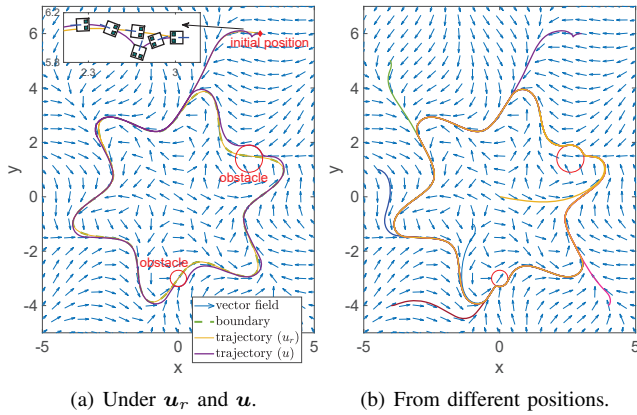 6.2
5.8
2.3
3
initial position
obstacle
obstacle
vector field
boundary
trajectory (u_r)
trajectory (u)
6
4
2
0
-2
-4
y
-5
0
5
x
(a) Under u_r and u.
6
4
2
0
-2
-4
y
-5
0
5
x
(b) From different positions.